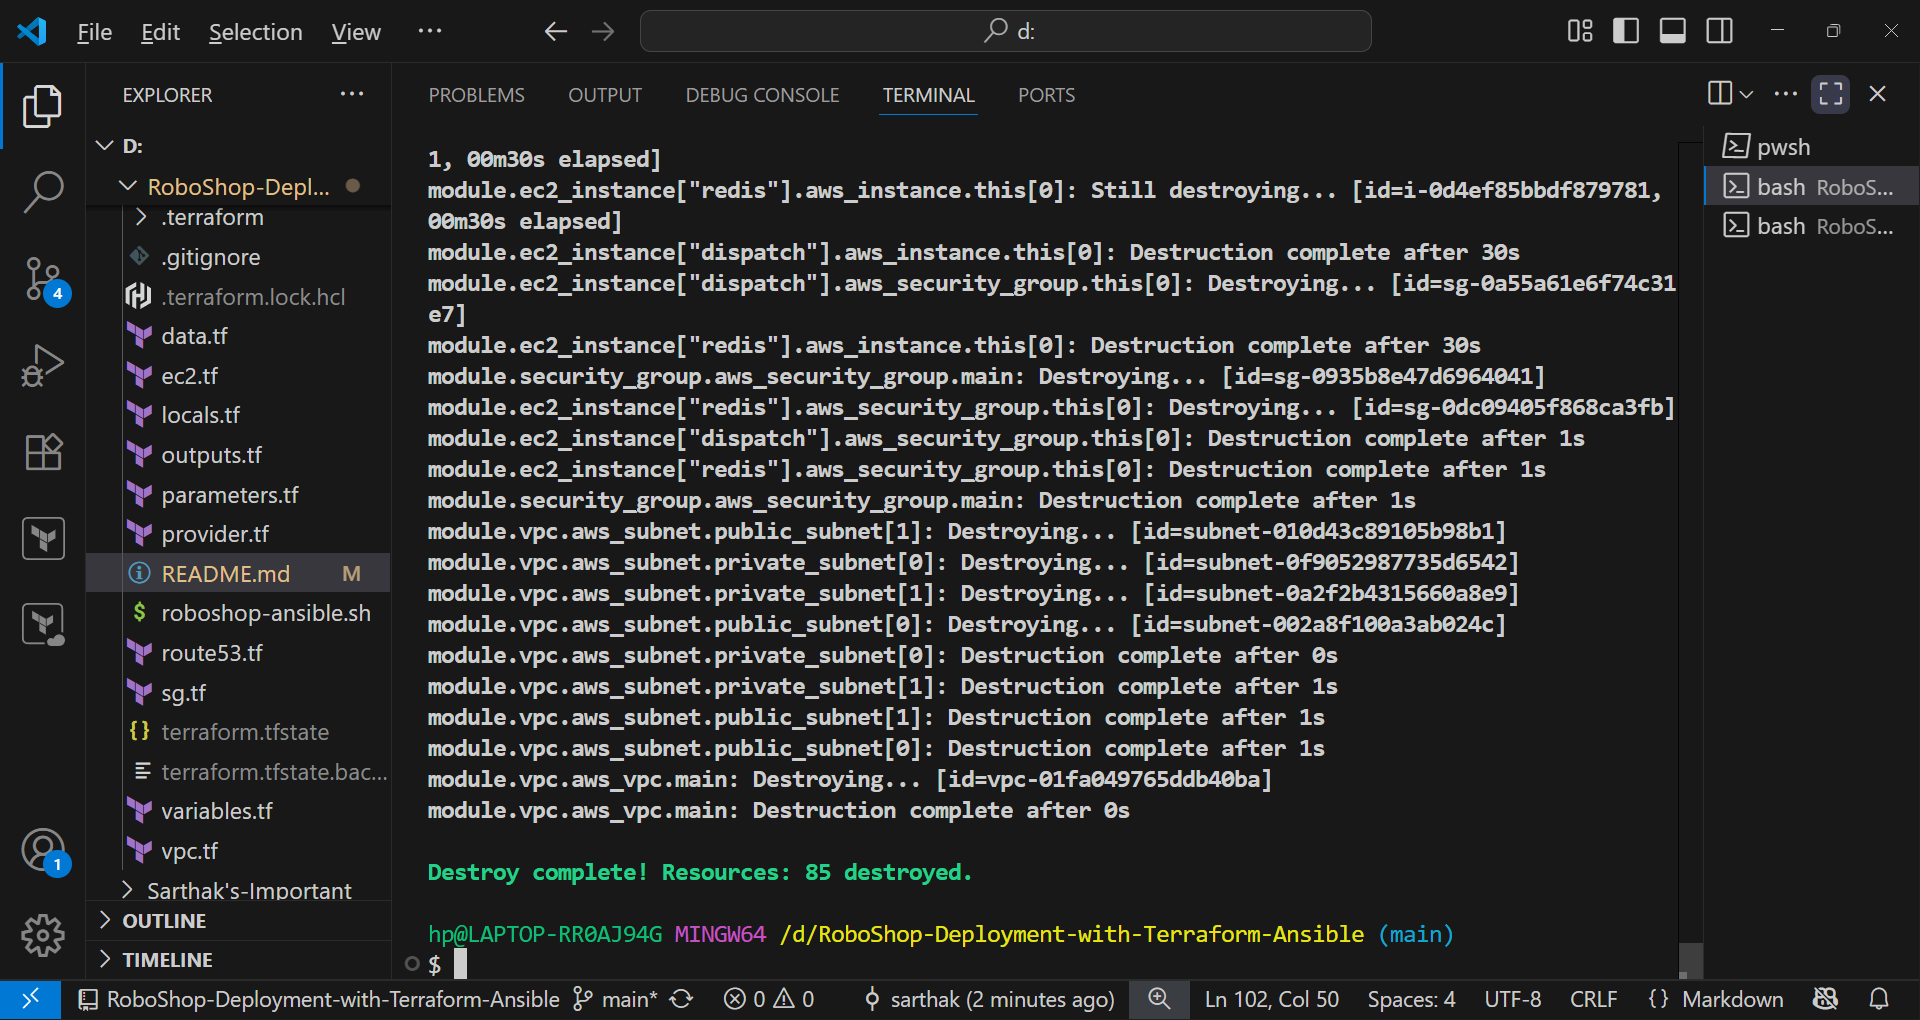 File Edit Selection View ··· d:
EXPLORER ···
D:
RoboShop-Depl...
.terraform
.gitignore
.terraform.lock.hcl
data.tf
ec2.tf
locals.tf
outputs.tf
parameters.tf
provider.tf
README.md M
roboshop-ansible.sh
route53.tf
sg.tf
terraform.tfstate
terraform.tfstate.bac...
variables.tf
vpc.tf
Sarthak's-Important
OUTLINE
TIMELINE
4
1
PROBLEMS OUTPUT DEBUG CONSOLE TERMINAL PORTS
1, 00m30s elapsed]
module.ec2_instance["redis"].aws_instance.this[0]: Still destroying... [id=i-0d4ef85bbdf879781,
00m30s elapsed]
module.ec2_instance["dispatch"].aws_instance.this[0]: Destruction complete after 30s
module.ec2_instance["dispatch"].aws_security_group.this[0]: Destroying... [id=sg-0a55a61e6f74c31
e7]
module.ec2_instance["redis"].aws_instance.this[0]: Destruction complete after 30s
module.security_group.aws_security_group.main: Destroying... [id=sg-0935b8e47d6964041]
module.ec2_instance["redis"].aws_security_group.this[0]: Destroying... [id=sg-0dc09405f868ca3fb]
module.ec2_instance["dispatch"].aws_security_group.this[0]: Destruction complete after 1s
module.ec2_instance["redis"].aws_security_group.this[0]: Destruction complete after 1s
module.security_group.aws_security_group.main: Destruction complete after 1s
module.vpc.aws_subnet.public_subnet[1]: Destroying... [id=subnet-010d43c89105b98b1]
module.vpc.aws_subnet.private_subnet[0]: Destroying... [id=subnet-0f9052987735d6542]
module.vpc.aws_subnet.private_subnet[1]: Destroying... [id=subnet-0a2f2b4315660a8e9]
module.vpc.aws_subnet.public_subnet[0]: Destroying... [id=subnet-002a8f100a3ab024c]
module.vpc.aws_subnet.private_subnet[0]: Destruction complete after 0s
module.vpc.aws_subnet.private_subnet[1]: Destruction complete after 1s
module.vpc.aws_subnet.public_subnet[1]: Destruction complete after 1s
module.vpc.aws_subnet.public_subnet[0]: Destruction complete after 1s
module.vpc.aws_vpc.main: Destroying... [id=vpc-01fa049765ddb40ba]
module.vpc.aws_vpc.main: Destruction complete after 0s
Destroy complete! Resources: 85 destroyed.
hp@LAPTOP-RR0AJ94G MINGW64 /d/RoboShop-Deployment-with-Terraform-Ansible (main)
$
pwsh
bash RoboS...
bash RoboS...
RoboShop-Deployment-with-Terraform-Ansible main* 0 0 sarthak (2 minutes ago) Ln 102, Col 50 Spaces: 4 UTF-8 CRLF {} Markdown